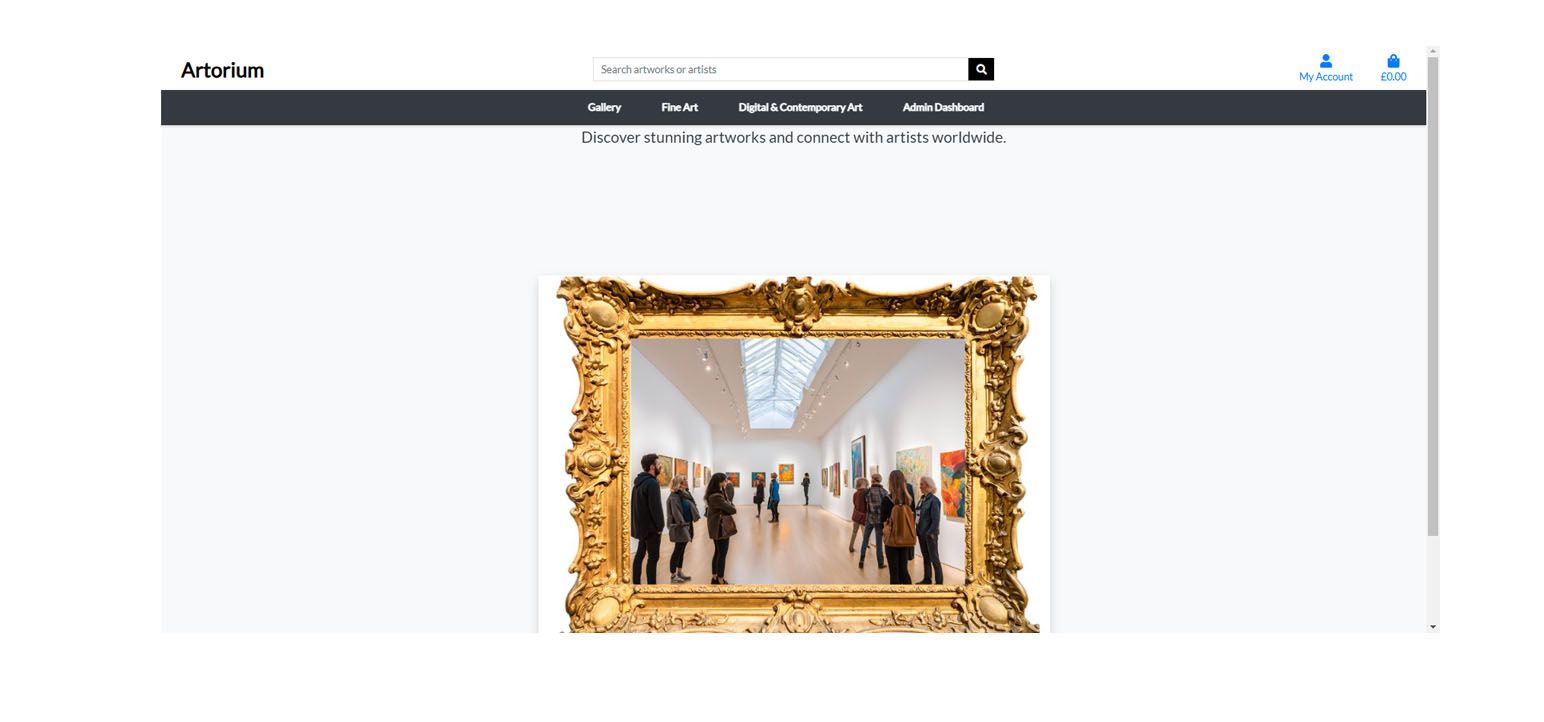 Artorium
Search artworks or artists
My Account
£0.00
Gallery
Fine Art
Digital & Contemporary Art
Admin Dashboard
Discover stunning artworks and connect with artists worldwide.